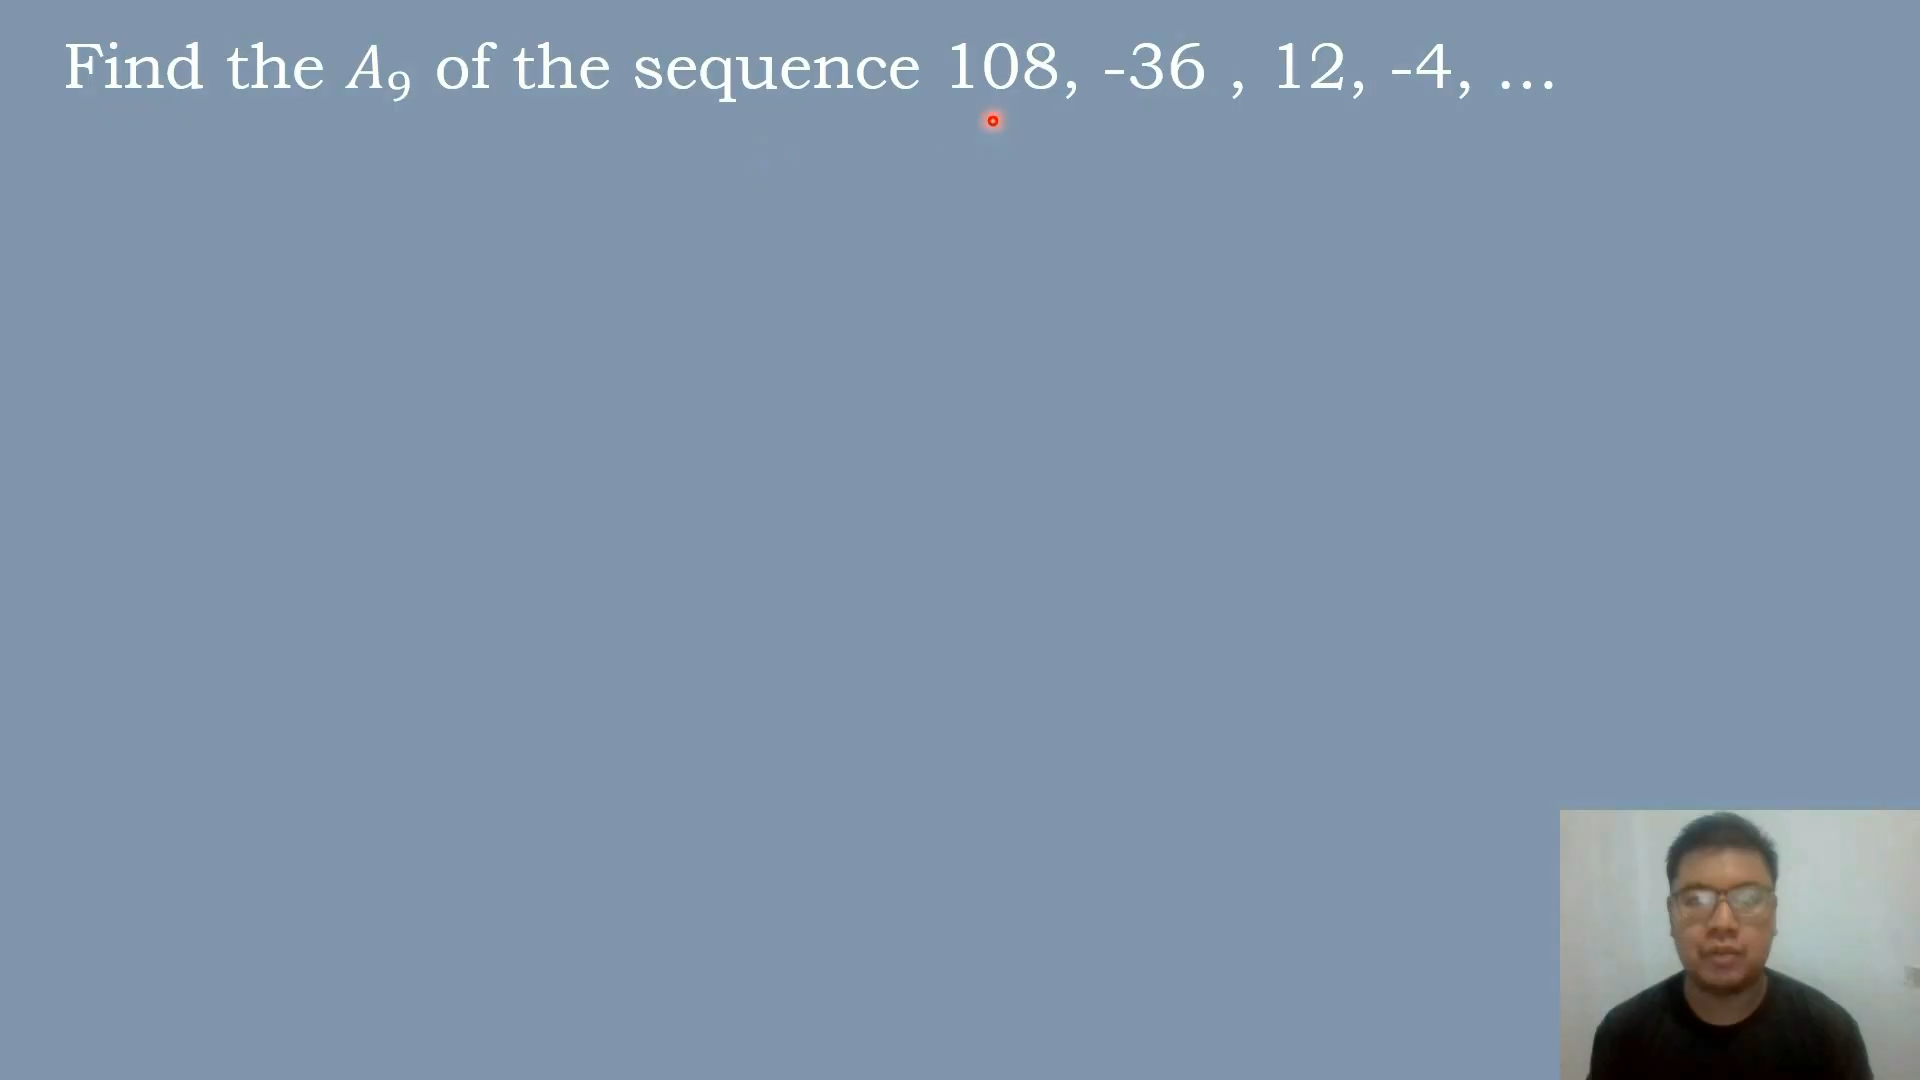 Find the A₉ of the sequence 108, -36 , 12, -4, …